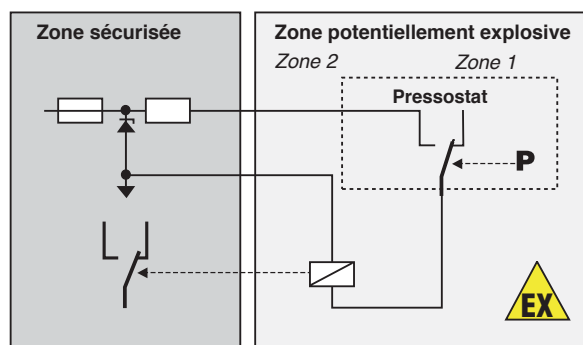 Zone sécurisée
Zone potentiellement explosive
Zone 2 Zone 1
Pressostat
P
EX